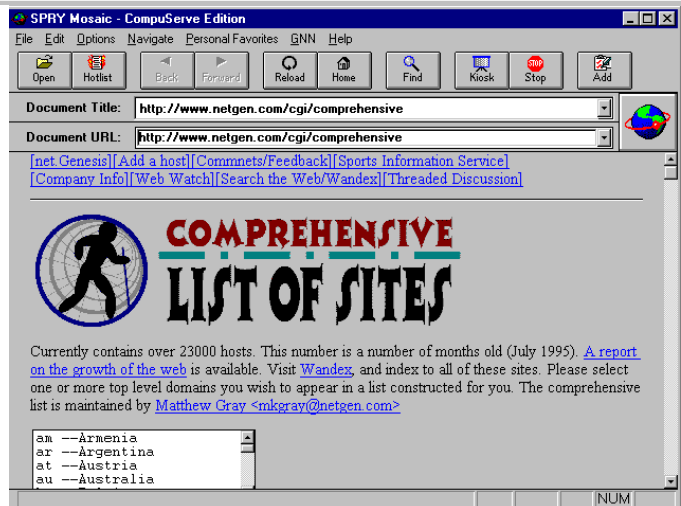 SPRY Mosaic - CompuServe Edition
File Edit Options Navigate Personal Favorites GNN Help
Open Hotlist Back Forward Reload Home Find Kiosk Stop Add
Document Title: http://www.netgen.com/cgi/comprehensive
Document URL: http://www.netgen.com/cgi/comprehensive
[net.Genesis][Add a host][Commnets/Feedback][Sports Information Service]
[Company Info][Web Watch][Search the Web/Wandex][Threaded Discussion]
COMPREHENSIVE
LIST OF SITES
Currently contains over 23000 hosts. This number is a number of months old (July 1995). A report
on the growth of the web is available. Visit Wandex, and index to all of these sites. Please select
one or more top level domains you wish to appear in a list constructed for you. The comprehensive
list is maintained by Matthew Gray <mkgray@netgen.com>
am --Armenia
ar --Argentina
at --Austria
au --Australia
NUM